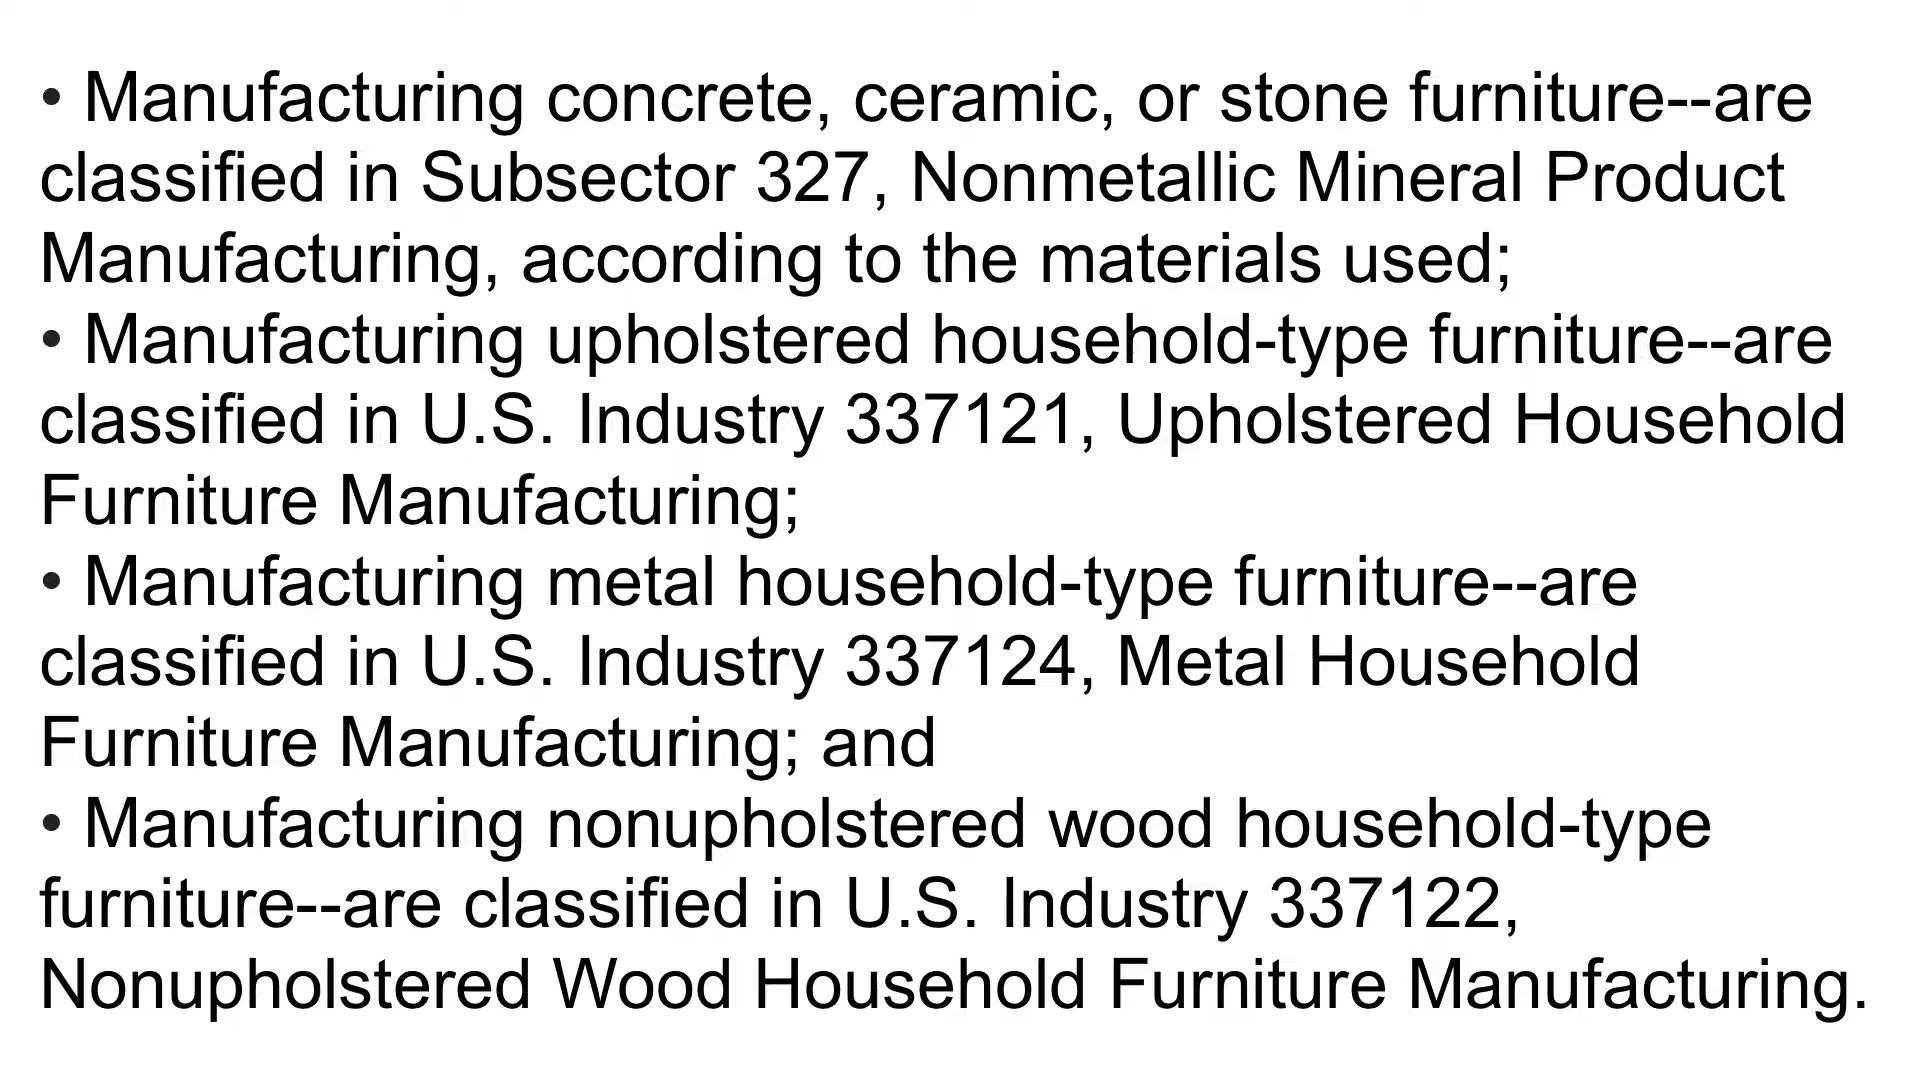 • Manufacturing concrete, ceramic, or stone furniture--are
classified in Subsector 327, Nonmetallic Mineral Product
Manufacturing, according to the materials used;
• Manufacturing upholstered household-type furniture--are
classified in U.S. Industry 337121, Upholstered Household
Furniture Manufacturing;
• Manufacturing metal household-type furniture--are
classified in U.S. Industry 337124, Metal Household
Furniture Manufacturing; and
• Manufacturing nonupholstered wood household-type
furniture--are classified in U.S. Industry 337122,
Nonupholstered Wood Household Furniture Manufacturing.